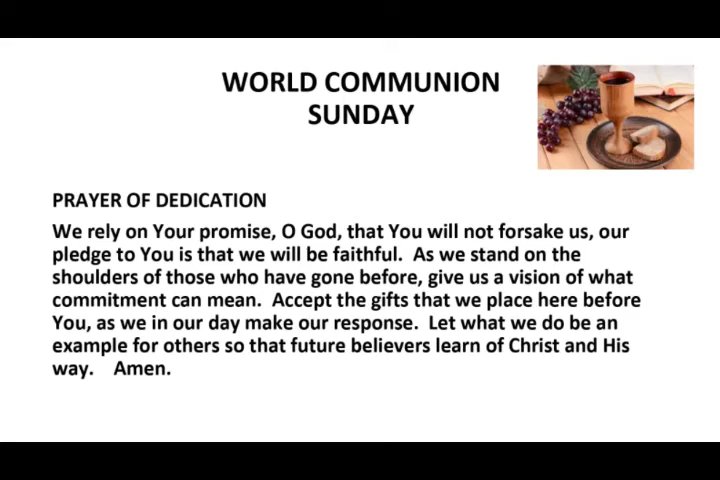 WORLD COMMUNION
SUNDAY
PRAYER OF DEDICATION
We rely on Your promise, O God, that You will not forsake us, our
pledge to You is that we will be faithful.  As we stand on the
shoulders of those who have gone before, give us a vision of what
commitment can mean.  Accept the gifts that we place here before
You, as we in our day make our response.  Let what we do be an
example for others so that future believers learn of Christ and His
way.    Amen.